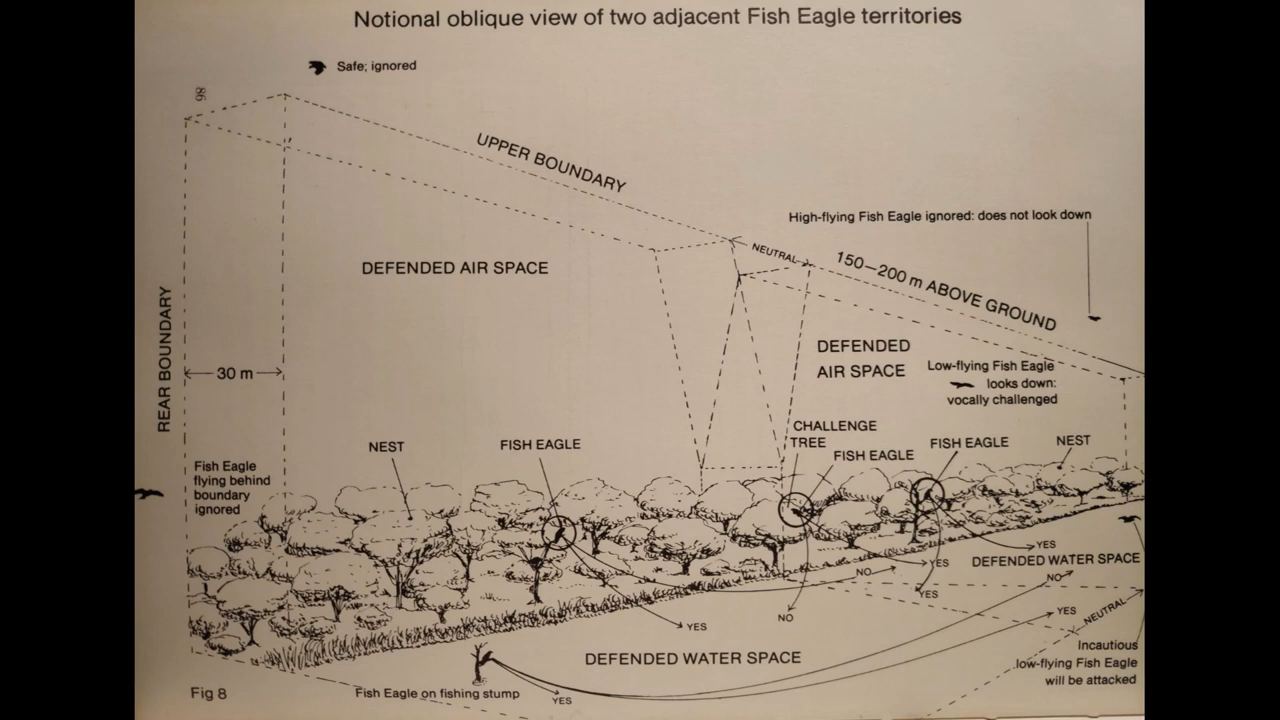 Notional oblique view of two adjacent Fish Eagle territories
Safe; ignored
86
UPPER BOUNDARY
High-flying Fish Eagle ignored: does not look down
NEUTRAL
150–200 m ABOVE GROUND
DEFENDED AIR SPACE
REAR BOUNDARY
30 m
DEFENDED
AIR SPACE
Low-flying Fish Eagle
looks down:
vocally challenged
NEST
FISH EAGLE
CHALLENGE
TREE
FISH EAGLE
FISH EAGLE
NEST
Fish Eagle
flying behind
boundary
ignored
YES
DEFENDED WATER SPACE
YES
NO
NO
YES
YES
NEUTRAL
NO
YES
DEFENDED WATER SPACE
Incautious
low-flying Fish Eagle
will be attacked
Fig 8
Fish Eagle on fishing stump
YES